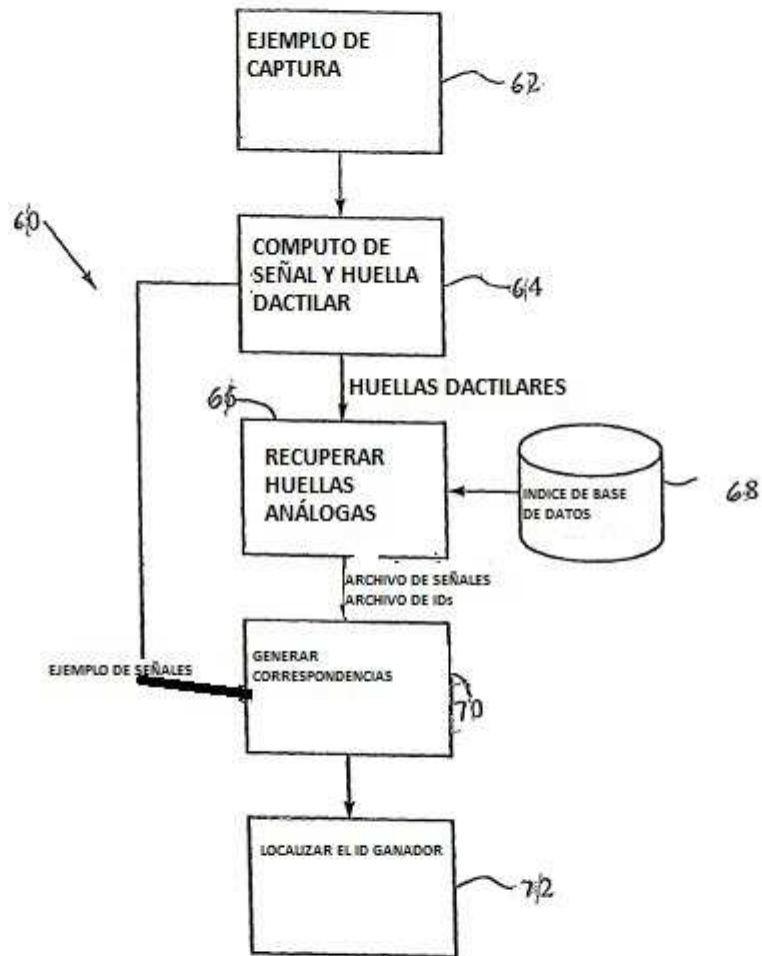 EJEMPLO DE
CAPTURA
62
60
COMPUTO DE
SEÑAL Y HUELLA
DACTILAR
64
HUELLAS DACTILARES
66
RECUPERAR
HUELLAS
ANÁLOGAS
INDICE DE BASE
DE DATOS
68
ARCHIVO DE SEÑALES
ARCHIVO DE IDs
EJEMPLO DE SEÑALES
GENERAR
CORRESPONDENCIAS
70
LOCALIZAR EL ID GANADOR
72